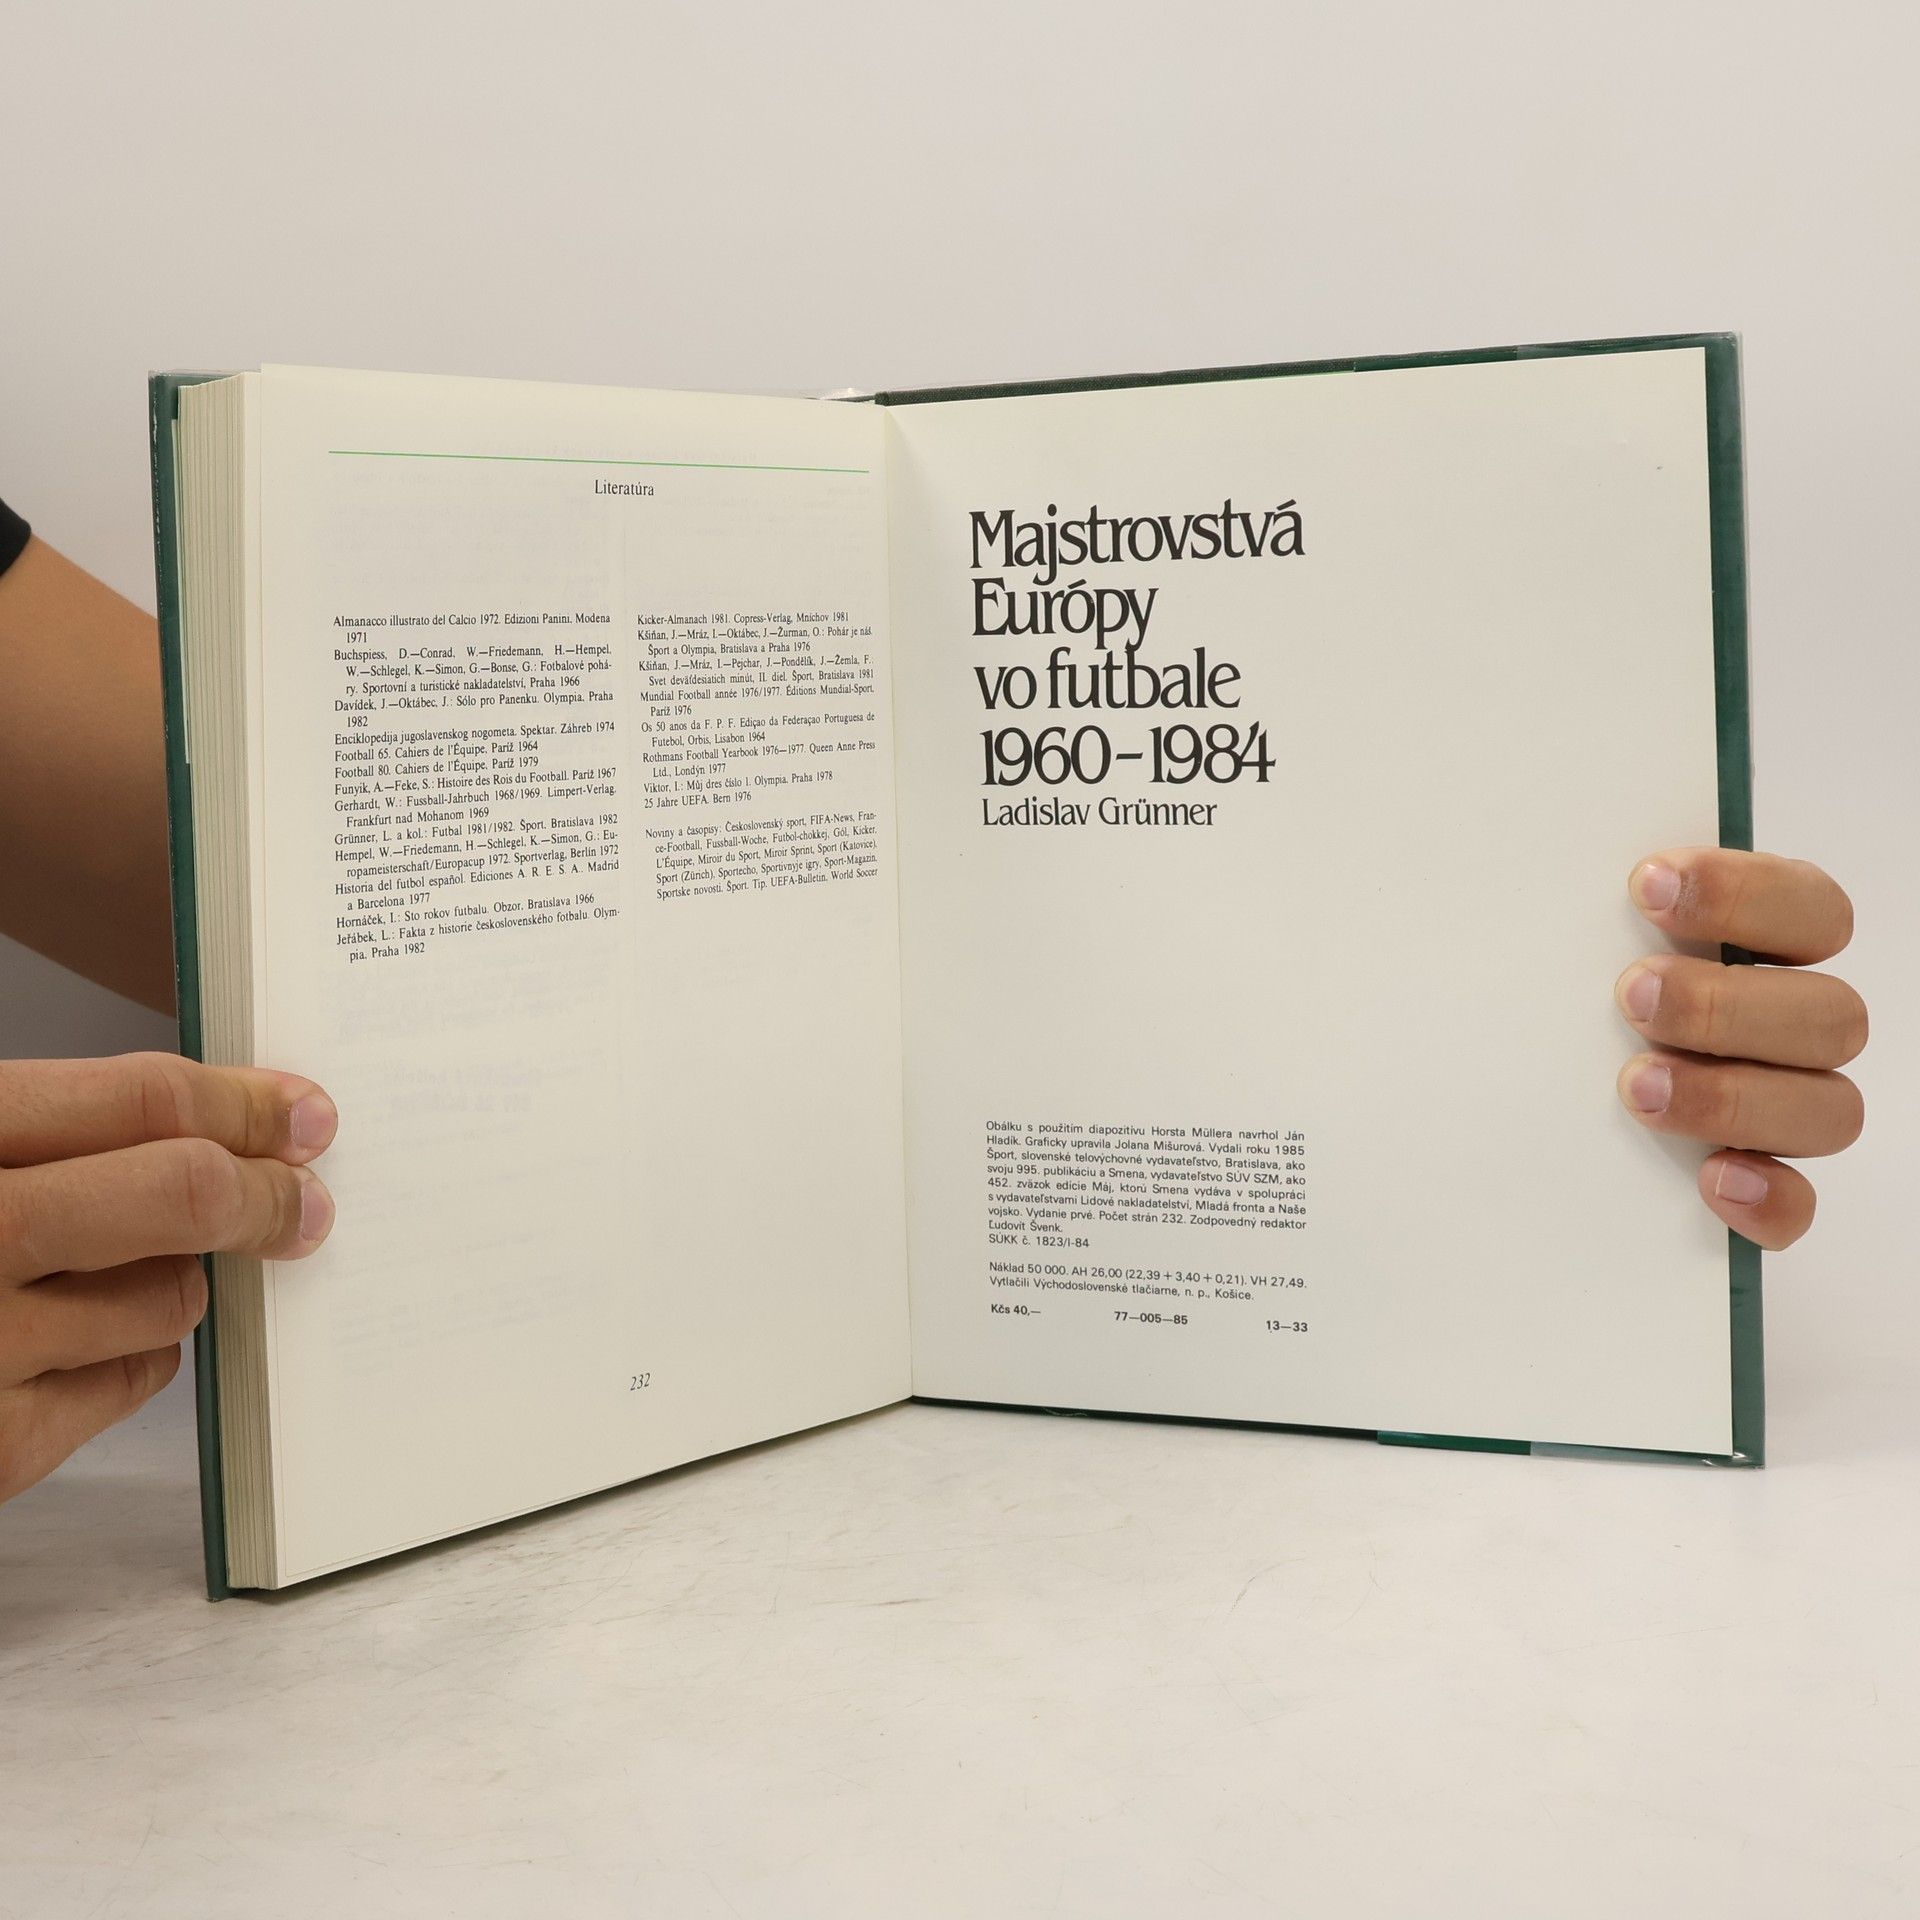 Literatúra
Almanacco illustrato del Calcio 1972. Edizioni Panini. Modena
1971
Buchspiess, D.—Conrad, W.—Friedemann, H.—Hempel,
W.—Schlegel, K.—Simon, G.—Bonse, G.: Fotbalové pohá-
ry. Sportovní a turistické nakladatelství, Praha 1966
Davídek, J.—Oktábec, J.: Sólo pro Panenku. Olympia. Praha
1982
Enciklopedija jugoslavenskog nogometa. Spektar. Záhreb 1974
Football 65. Cahiers de l'Équipe, Paríž 1964
Football 80. Cahiers de l'Équipe. Paríž 1979
Funyik, A.—Feke, S.: Histoire des Rois du Football. Paríž 1967
Gerhardt, W.: Fussball-Jahrbuch 1968/1969. Limpert-Verlag.
Frankfurt nad Mohanom 1969
Grünner, L. a kol.: Futbal 1981/1982. Šport. Bratislava 1982
Hempel, W.—Friedemann, H.—Schlegel, K.—Simon, G.: Eu-
ropameisterschaft/Europacup 1972. Sportverlag, Berlín 1972
Historia del futbol español. Ediciones A. R. E. S. A.. Madrid
a Barcelona 1977
Hornáček, I.: Sto rokov futbalu. Obzor. Bratislava 1966
Jeřábek, L.: Fakta z historie československého fotbalu. Olym-
pia. Praha 1982
Kicker-Almanach 1981. Copress-Verlag, Mníchov 1981
Kšiňan, J.—Mráz, I.—Oktábec, J.—Žurman, O.: Pohár je náš.
Šport a Olympia, Bratislava a Praha 1976
Kšiňan, J.—Mráz, I.—Pejchar, J.—Pondělík, J.—Žemla, F.:
Svet deväťdesiatich minút, II. diel. Šport, Bratislava 1981
Mundial Football année 1976/1977. Éditions Mundial-Sport.
Paríž 1976
Os 50 anos da F. P. F. Ediçao da Federaçao Portuguesa de
Futebol, Orbis, Lisabon 1964
Rothmans Football Yearbook 1976—1977. Queen Anne Press
Ltd., Londýn 1977
Viktor, I.: Můj dres číslo 1. Olympia. Praha 1978
25 Jahre UEFA. Bern 1976
Noviny a časopisy: Československý sport, FIFA-News, Fran-
ce-Football, Fussball-Woche, Futbol-chokkej, Gól, Kicker,
L'Équipe, Miroir du Sport, Miroir Sprint, Sport (Katovice),
Sport (Zürich), Sportecho, Sportivnyje igry, Sport-Magazin,
Sportske novosti, Šport. Tip. UEFA-Bulletin, World Soccer
232
Majstrovstvá
Európy
vo futbale
1960–1984
Ladislav Grünner
Obálku s použitím diapozitívu Horsta Müllera navrhol Ján
Hladík. Graficky upravila Jolana Mišurová. Vydali roku 1985
Šport, slovenské telovýchovné vydavateľstvo, Bratislava, ako
svoju 995. publikáciu a Smena, vydavateľstvo SÚV SZM, ako
452. zväzok edície Máj, ktorú Smena vydáva v spolupráci
s vydavateľstvami Lidové nakladatelství, Mladá fronta a Naše
vojsko. Vydanie prvé. Počet strán 232. Zodpovedný redaktor
Ľudovít Švenk.
SÚKK č. 1823/I-84
Náklad 50 000. AH 26,00 (22,39 + 3,40 + 0,21). VH 27,49.
Vytlačili Východoslovenské tlačiarne, n. p., Košice.
Kčs 40,— 77—005—85 13—33